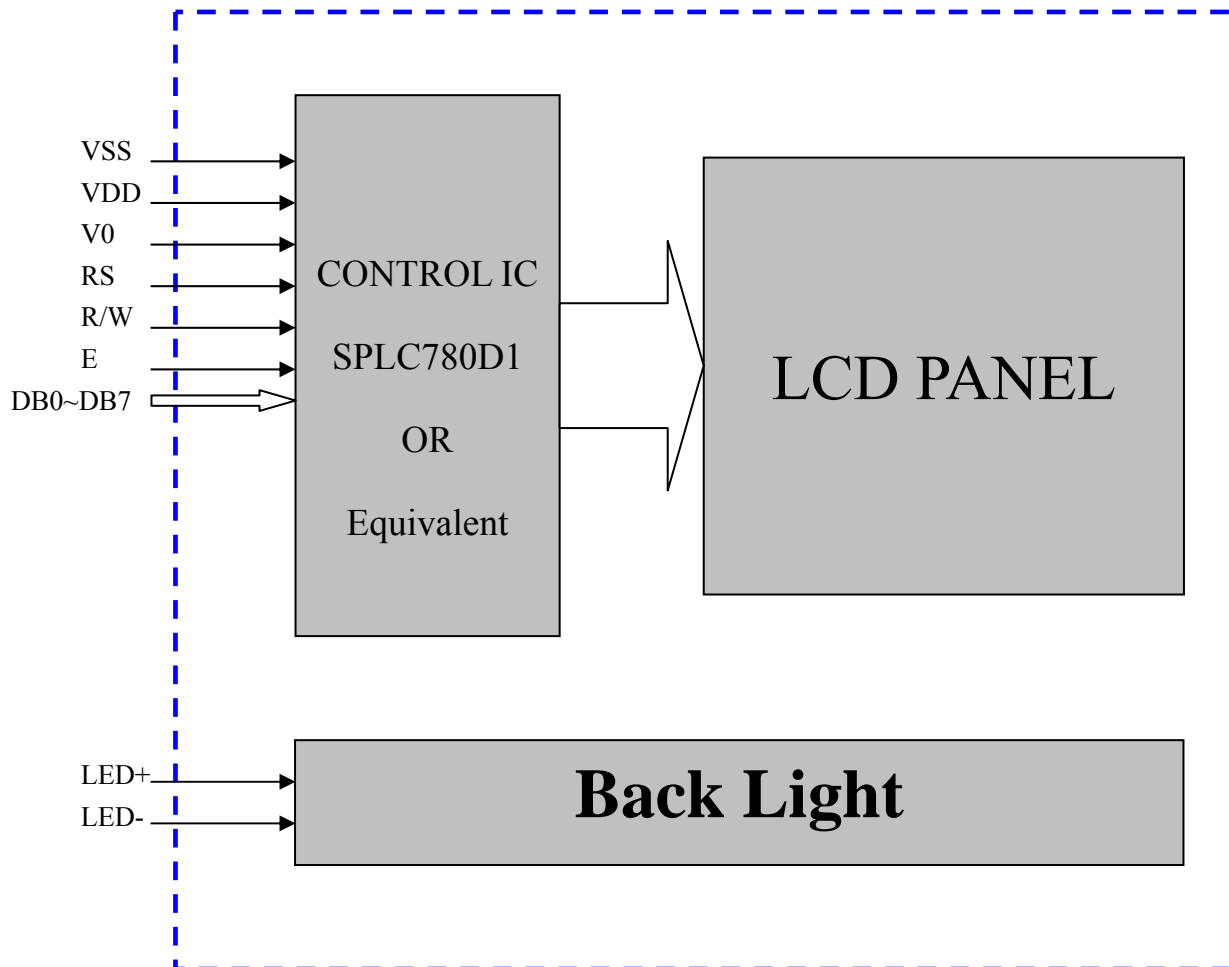 VSS
VDD
V0
RS
R/W
E
DB0~DB7
CONTROL IC
SPLC780D1
OR
Equivalent
LCD PANEL
LED+
LED-
Back Light